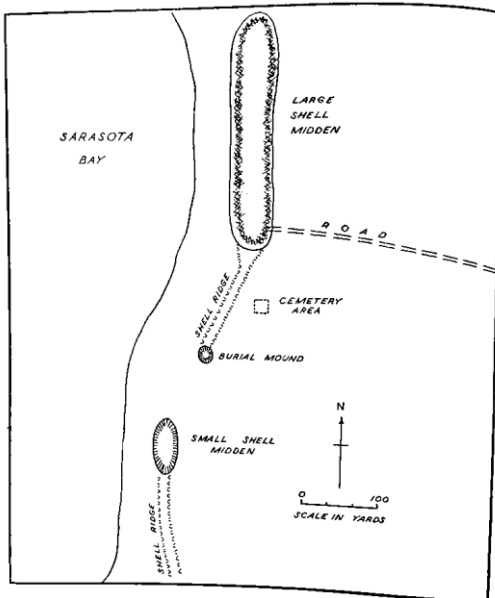 LARGE
SHELL
MIDDEN
SARASOTA
BAY
ROAD
SHELL RIDGE
CEMETERY
AREA
BURIAL MOUND
N
SMALL SHELL
MIDDEN
0 100
SCALE IN YARDS
SHELL RIDGE